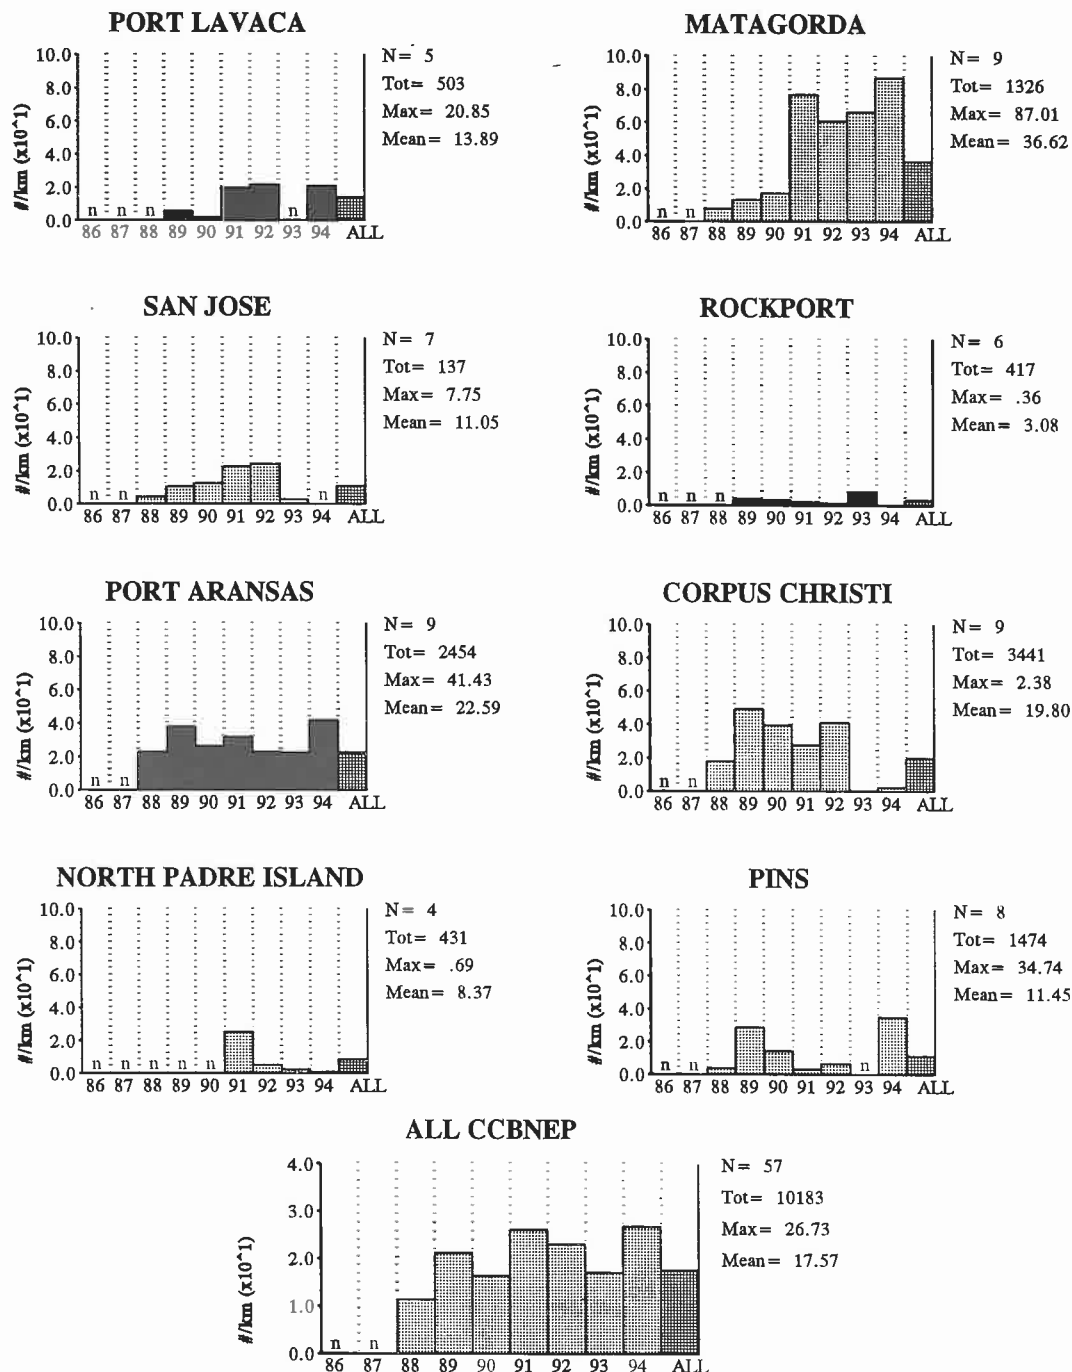 PORT LAVACA
10.0
8.0
6.0
4.0
2.0
0.0
#/km (x10^1)
n n n n
86 87 88 89 90 91 92 93 94 ALL
N= 5
Tot= 503
Max= 20.85
Mean= 13.89
MATAGORDA
10.0
8.0
6.0
4.0
2.0
0.0
#/km (x10^1)
n n
86 87 88 89 90 91 92 93 94 ALL
N= 9
Tot= 1326
Max= 87.01
Mean= 36.62
SAN JOSE
10.0
8.0
6.0
4.0
2.0
0.0
#/km (x10^1)
n n n
86 87 88 89 90 91 92 93 94 ALL
N= 7
Tot= 137
Max= 7.75
Mean= 11.05
ROCKPORT
10.0
8.0
6.0
4.0
2.0
0.0
#/km (x10^1)
n n n
86 87 88 89 90 91 92 93 94 ALL
N= 6
Tot= 417
Max= .36
Mean= 3.08
PORT ARANSAS
10.0
8.0
6.0
4.0
2.0
0.0
#/km (x10^1)
n n
86 87 88 89 90 91 92 93 94 ALL
N= 9
Tot= 2454
Max= 41.43
Mean= 22.59
CORPUS CHRISTI
10.0
8.0
6.0
4.0
2.0
0.0
#/km (x10^1)
n n
86 87 88 89 90 91 92 93 94 ALL
N= 9
Tot= 3441
Max= 2.38
Mean= 19.80
NORTH PADRE ISLAND
10.0
8.0
6.0
4.0
2.0
0.0
#/km (x10^1)
n n n n n
86 87 88 89 90 91 92 93 94 ALL
N= 4
Tot= 431
Max= .69
Mean= 8.37
PINS
10.0
8.0
6.0
4.0
2.0
0.0
#/km (x10^1)
n n n
86 87 88 89 90 91 92 93 94 ALL
N= 8
Tot= 1474
Max= 34.74
Mean= 11.45
ALL CCBNEP
4.0
3.0
2.0
1.0
0.0
#/km (x10^1)
n n
86 87 88 89 90 91 92 93 94 ALL
N= 57
Tot= 10183
Max= 26.73
Mean= 17.57